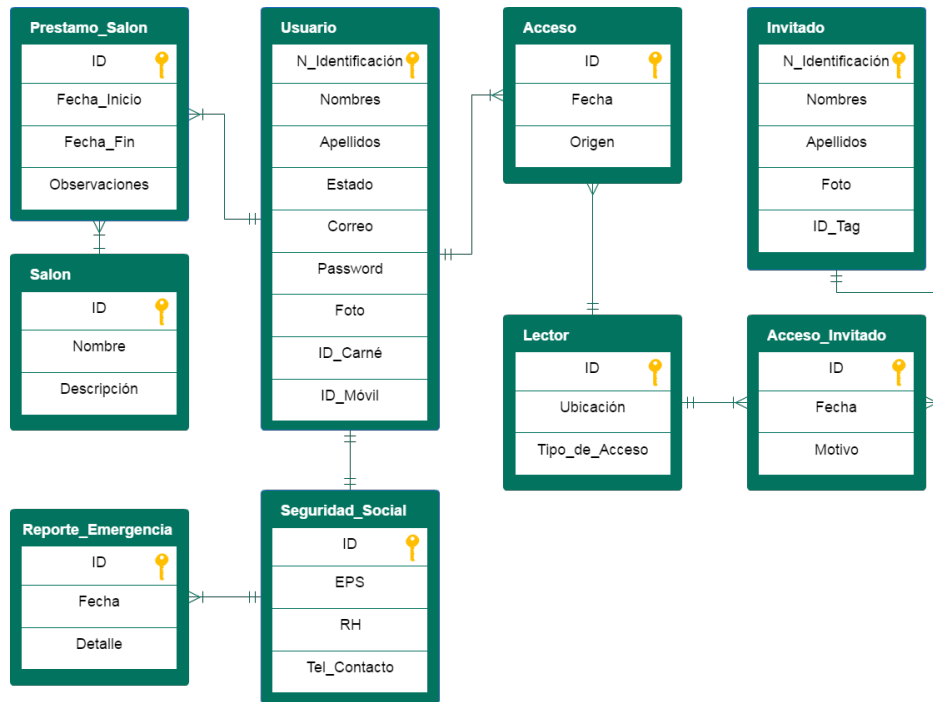 Prestamo_Salon
ID
Fecha_Inicio
Fecha_Fin
Observaciones
Salon
ID
Nombre
Descripción
Reporte_Emergencia
ID
Fecha
Detalle
Usuario
N_Identificación
Nombres
Apellidos
Estado
Correo
Password
Foto
ID_Carné
ID_Móvil
Seguridad_Social
ID
EPS
RH
Tel_Contacto
Acceso
ID
Fecha
Origen
Lector
ID
Ubicación
Tipo_de_Acceso
Invitado
N_Identificación
Nombres
Apellidos
Foto
ID_Tag
Acceso_Invitado
ID
Fecha
Motivo